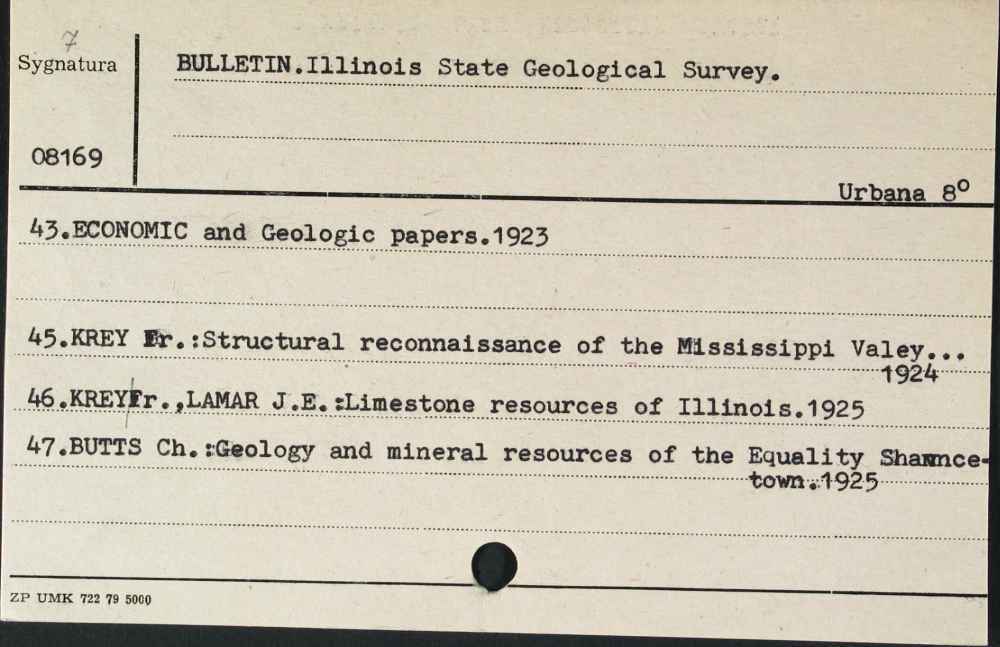 7
Sygnatura
BULLETIN.Illinois State Geological Survey.
08169
Urbana 8⁰
43.ECONOMIC and Geologic papers.1923
45.KREY Fr.:Structural reconnaissance of the Mississippi Valey...
1924
46.KREY Fr.,LAMAR J.E.:Limestone resources of Illinois.1925
47.BUTTS Ch.:Geology and mineral resources of the Equality Shawnce-
town.1925
ZP UMK 722 79 5000